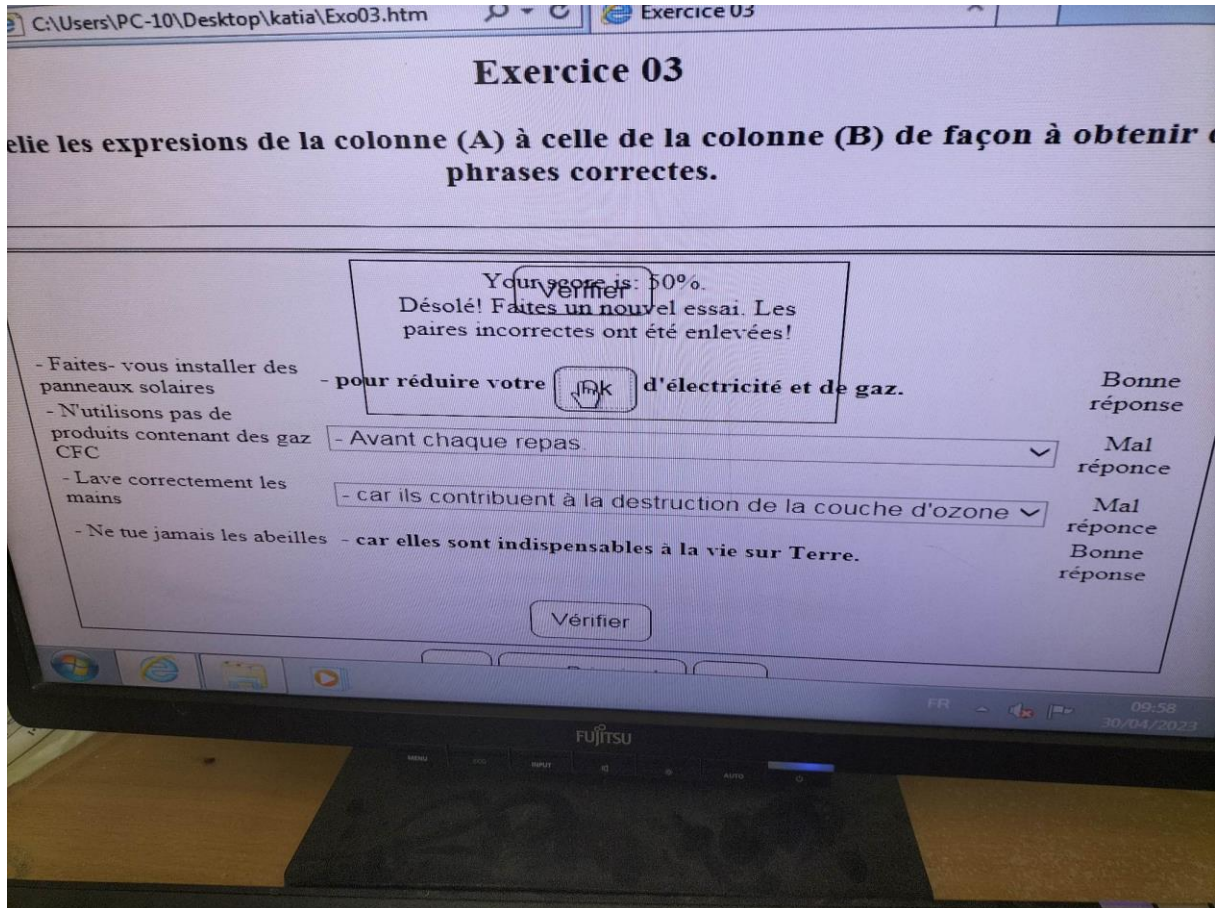 C:\Users\PC-10\Desktop\katia\Exo03.htm
Exercice 03
Exercice 03
elie les expresions de la colonne (A) à celle de la colonne (B) de façon à obtenir
phrases correctes.
Your score is: 50%.
Vérifier
Désolé! Faites un nouvel essai. Les
paires incorrectes ont été enlevées!
- Faites- vous installer des
panneaux solaires
- pour réduire votre
d'électricité et de gaz.
Ok
Bonne
réponse
- N'utilisons pas de
produits contenant des gaz
CFC
- Avant chaque repas.
Mal
réponce
- Lave correctement les
mains
- car ils contribuent à la destruction de la couche d'ozone
Mal
réponce
- Ne tue jamais les abeilles
- car elles sont indispensables à la vie sur Terre.
Bonne
réponse
Vérifier
FR
09:58
30/04/2023
FUJITSU
MENU
INPUT
AUTO